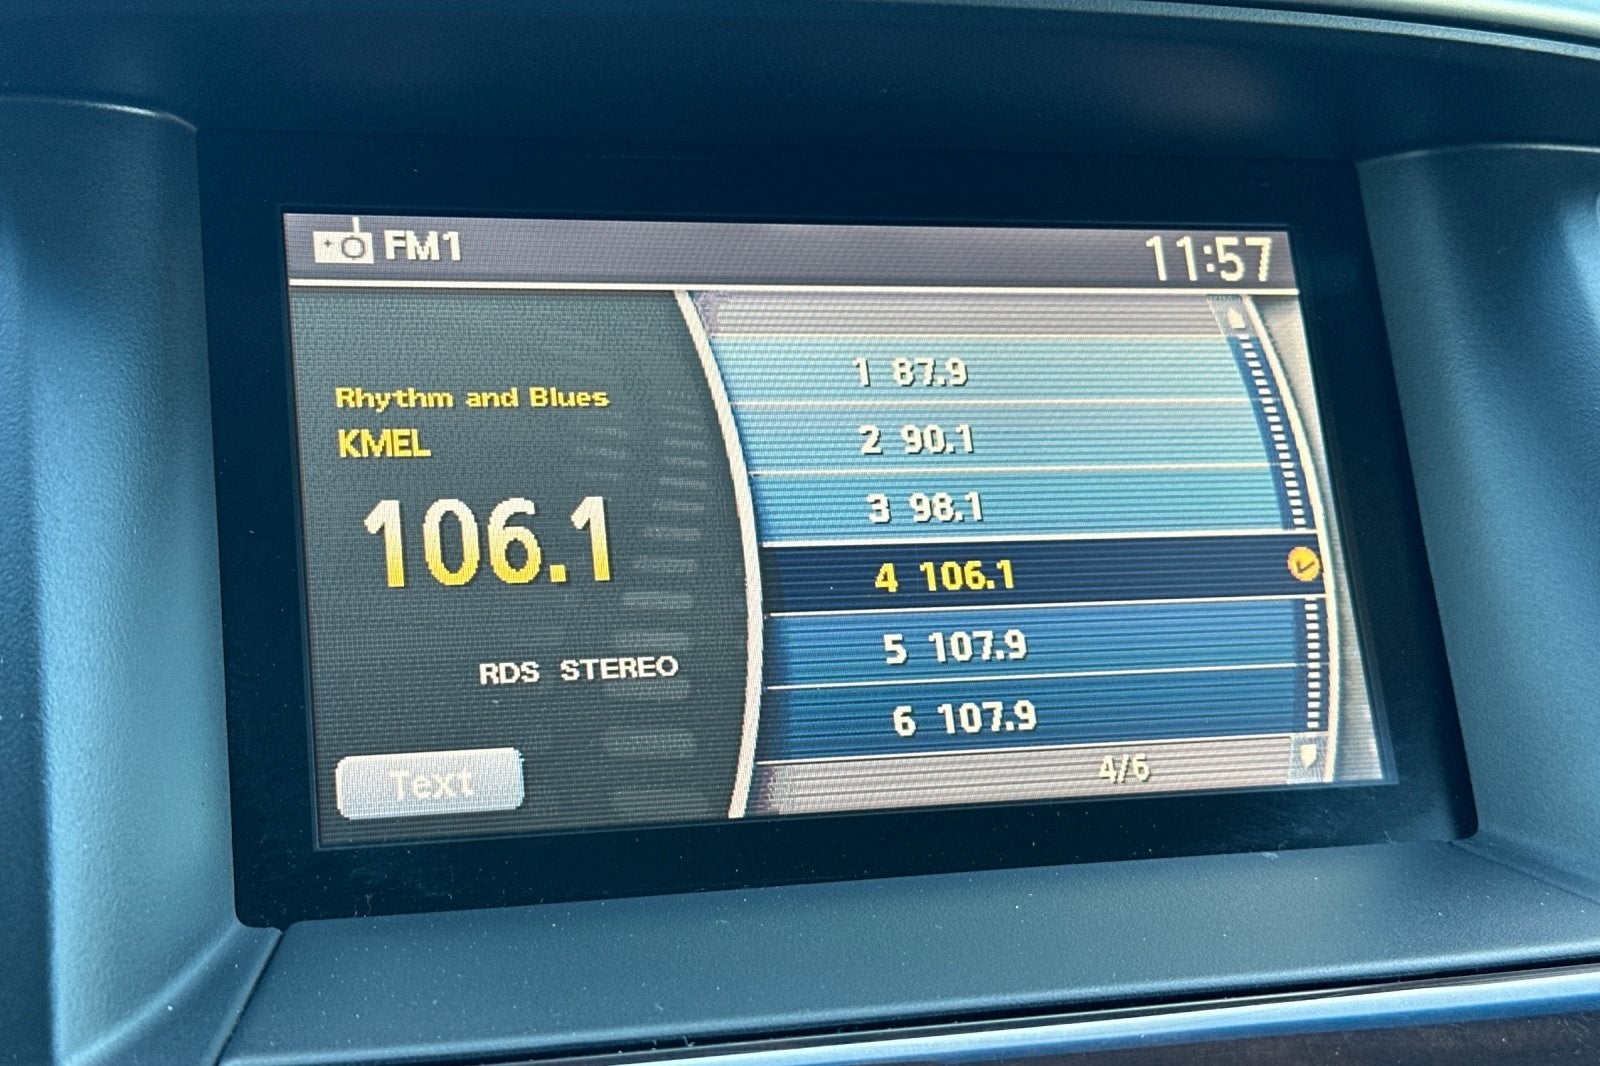 FM1
11:57
Rhythm and Blues
KMEL
106.1
RDS STEREO
Text
1 87.9
2 90.1
3 98.1
4 106.1
5 107.9
6 107.9
4/6